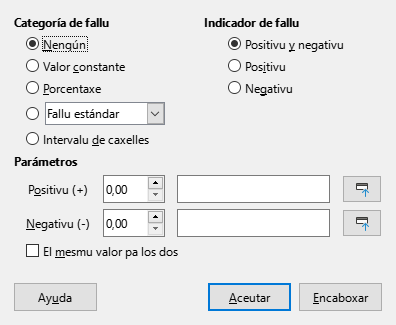 Categoría de fallu
Indicador de fallu
Nengún
Positivu y negativu
Valor constante
Positivu
Porcentaxe
Negativu
Fallu estándar
Intervalu de caxelles
Parámetros
Positivu (+)
0,00
Negativu (-)
0,00
El mesmu valor pa los dos
Ayuda
Aceutar
Encaboxar